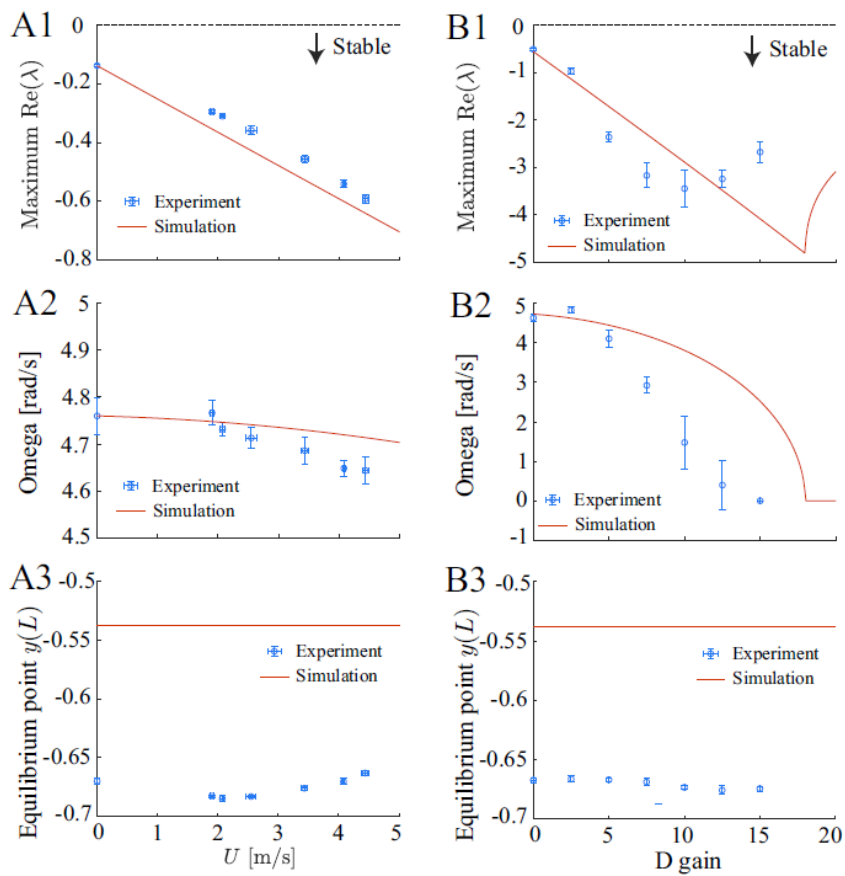 A1
0
-0.2
-0.4
-0.6
-0.8
Maximum Re(λ)
Stable
Experiment
Simulation
B1
0
-1
-2
-3
-4
-5
Maximum Re(λ)
Stable
Experiment
Simulation
A2
5
4.9
4.8
4.7
4.6
4.5
Omega [rad/s]
Experiment
Simulation
B2
5
4
3
2
1
0
-1
Omega [rad/s]
Experiment
Simulation
A3
-0.5
-0.55
-0.6
-0.65
-0.7
Equilibrium point y(L)
Experiment
Simulation
0 1 2 3 4 5
U [m/s]
B3
-0.5
-0.55
-0.6
-0.65
-0.7
Equilibrium point y(L)
Experiment
Simulation
0 5 10 15 20
D gain